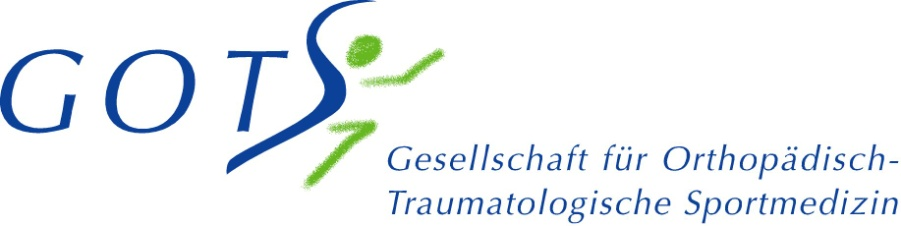 GOTS
Gesellschaft für Orthopädisch-
Traumatologische Sportmedizin